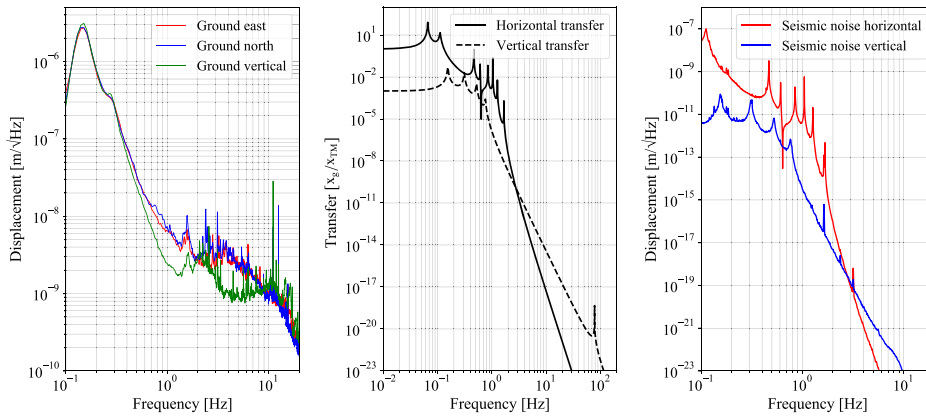 Displacement [m/√Hz]
10⁻⁶
10⁻⁷
10⁻⁸
10⁻⁹
10⁻¹⁰
Ground east
Ground north
Ground vertical
10⁻¹
10⁰
10¹
Frequency [Hz]
Transfer [x_g/x_TM]
10¹
10⁻²
10⁻⁵
10⁻⁸
10⁻¹¹
10⁻¹⁴
10⁻¹⁷
10⁻²⁰
10⁻²³
Horizontal transfer
Vertical transfer
10⁻²
10⁻¹
10⁰
10¹
10²
Frequency [Hz]
Displacement [m/√Hz]
10⁻⁷
10⁻⁹
10⁻¹¹
10⁻¹³
10⁻¹⁵
10⁻¹⁷
10⁻¹⁹
10⁻²¹
10⁻²³
Seismic noise horizontal
Seismic noise vertical
10⁻¹
10⁰
10¹
Frequency [Hz]